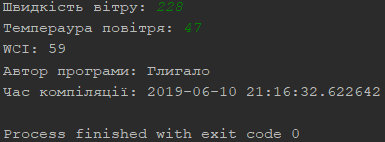 Швидкість вітру: 228
Темпераура повітря: 47
WCI: 59
Автор програми: Глигало
Час компіляції: 2019-06-10 21:16:32.622642
Process finished with exit code 0